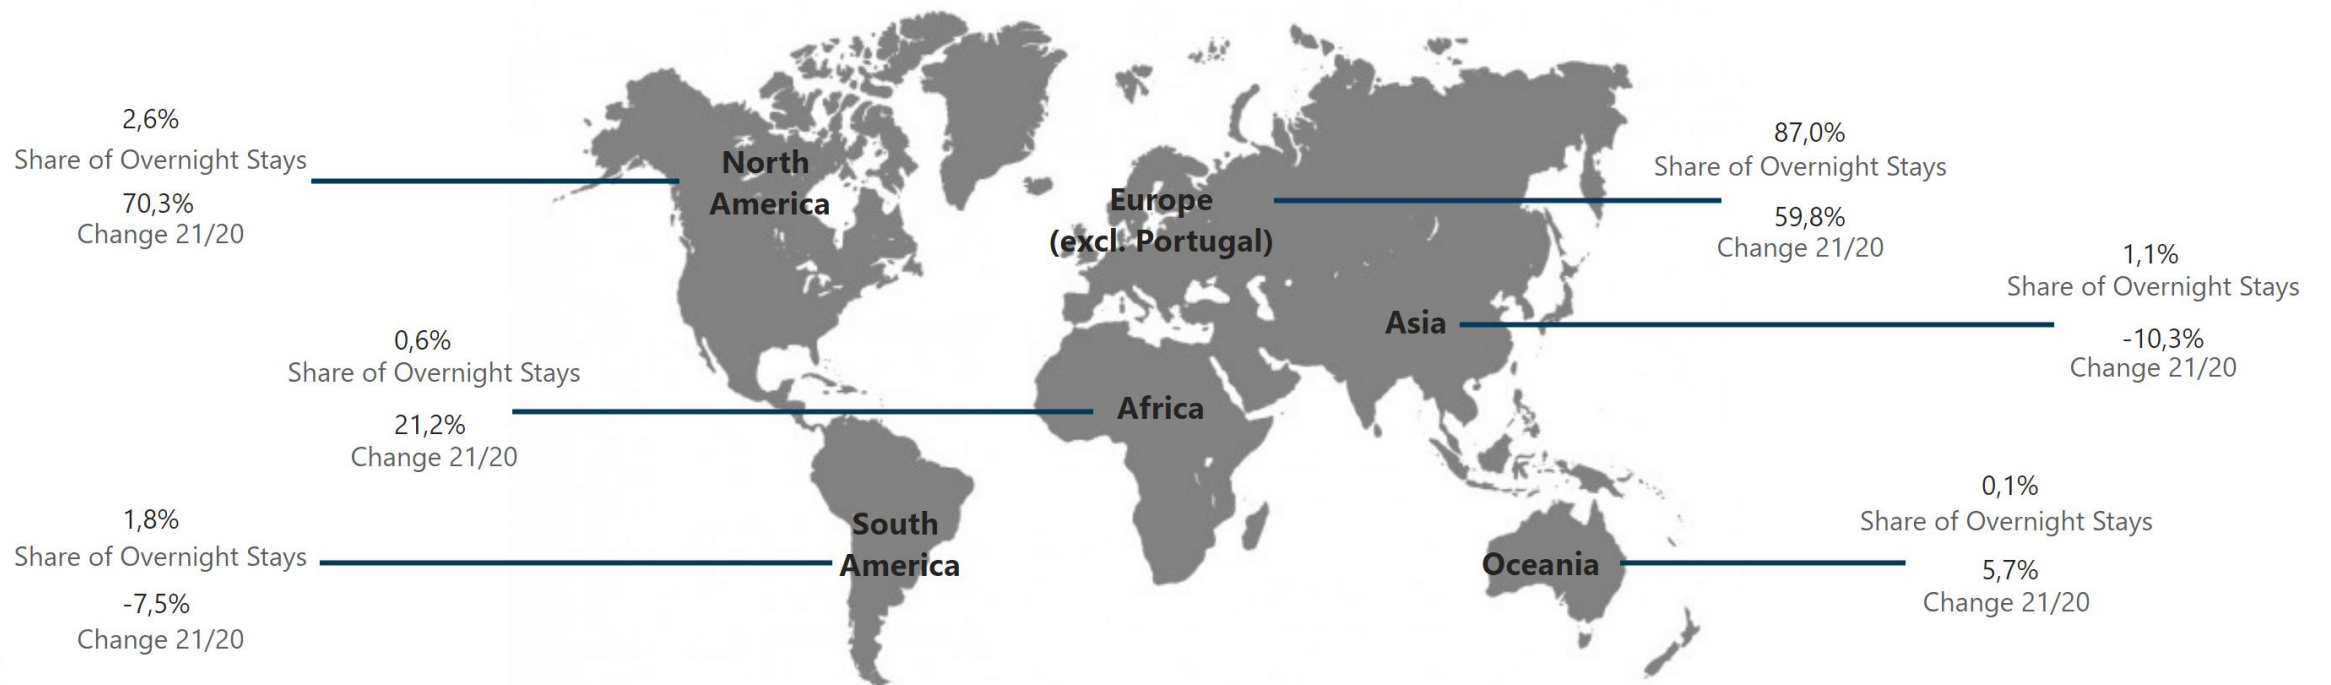 2,6%
Share of Overnight Stays
70,3%
Change 21/20
North
America
0,6%
Share of Overnight Stays
21,2%
Change 21/20
Africa
1,8%
Share of Overnight Stays
-7,5%
Change 21/20
South
America
Europe
(excl. Portugal)
87,0%
Share of Overnight Stays
59,8%
Change 21/20
Asia
1,1%
Share of Overnight Stays
-10,3%
Change 21/20
Oceania
0,1%
Share of Overnight Stays
5,7%
Change 21/20